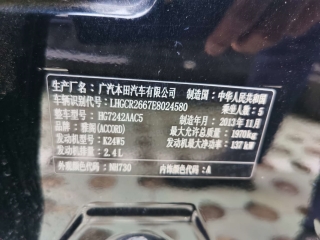 生产厂名：广汽本田汽车有限公司 制造国：中华人民共和国
车辆识别代号：LHGCR2667E8024580 乘坐人数：5
整车型号：HG7242AAC5 制造年月：2013年11月
品牌：雅阁(ACCORD) 最大允许总质量：1970kg
发动机型号：K24W5 发动机最大净功率：137kW
发动机排量：2.4L
外观颜色代码：NH730 内饰颜色代码：A